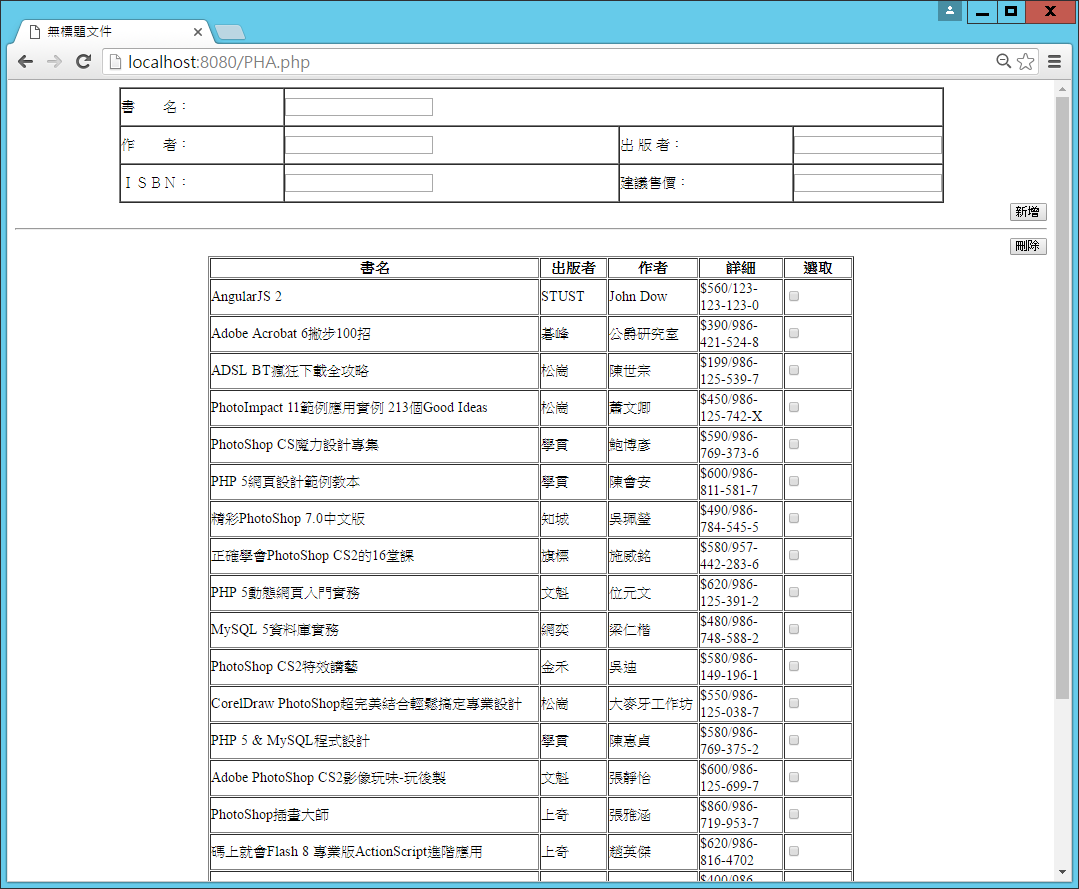 無標題文件
localhost:8080/PHA.php
書　　名：
作　　者：
出 版 者：
ＩＳＢＮ：
建議售價：
新增
刪除
書名 出版者 作者 詳細 選取
AngularJS 2 STUST John Dow $560/123-
123-123-0
Adobe Acrobat 6撇步100招 碁峰 公爵研究室 $390/986-
421-524-8
ADSL BT瘋狂下載全攻略 松崗 陳世宗 $199/986-
125-539-7
PhotoImpact 11範例應用實例 213個Good Ideas 松崗 蕭文卿 $450/986-
125-742-X
PhotoShop CS魔力設計專集 學貫 鮑博彥 $590/986-
769-373-6
PHP 5網頁設計範例教本 學貫 陳會安 $600/986-
811-581-7
精彩PhotoShop 7.0中文版 知城 吳珮瑩 $490/986-
784-545-5
正確學會PhotoShop CS2的16堂課 旗標 施威銘 $580/957-
442-283-6
PHP 5動態網頁入門實務 文魁 位元文 $620/986-
125-391-2
MySQL 5資料庫實務 網奕 梁仁楷 $480/986-
748-588-2
PhotoShop CS2特效講藝 金禾 吳迪 $580/986-
149-196-1
CorelDraw PhotoShop超完美結合輕鬆搞定專業設計 松崗 大麥牙工作坊 $550/986-
125-038-7
PHP 5 & MySQL程式設計 學貫 陳惠貞 $580/986-
769-375-2
Adobe PhotoShop CS2影像玩味-玩後製 文魁 張靜怡 $600/986-
125-699-7
PhotoShop插畫大師 上奇 張雅涵 $860/986-
719-953-7
碼上就會Flash 8 專業版ActionScript進階應用 上奇 趙英傑 $620/986-
816-4702
$400/986-